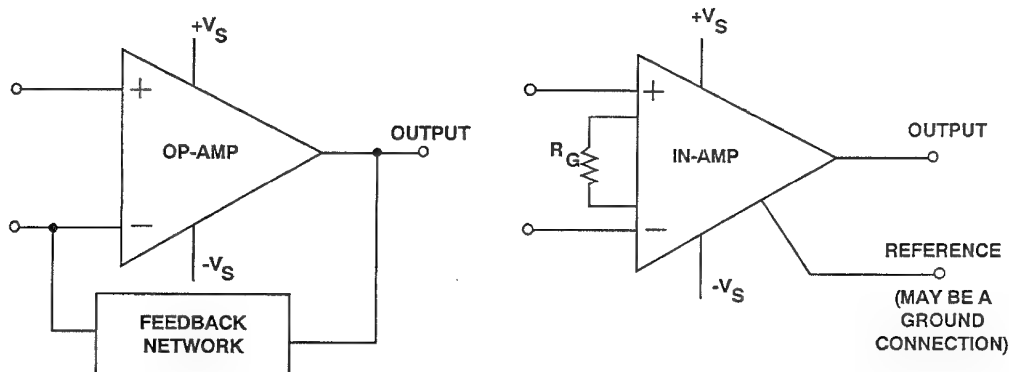 +VS
+
OP-AMP
OUTPUT
−
-VS
FEEDBACK
NETWORK
+VS
+
RG
IN-AMP
OUTPUT
−
-VS
REFERENCE
(MAY BE A
GROUND
CONNECTION)